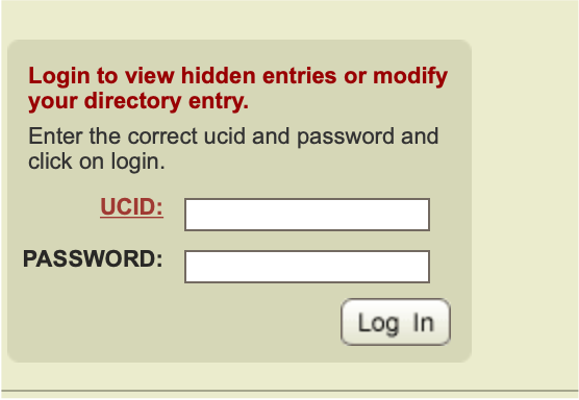 Login to view hidden entries or modify
your directory entry.
Enter the correct ucid and password and
click on login.
UCID:
PASSWORD:
Log In